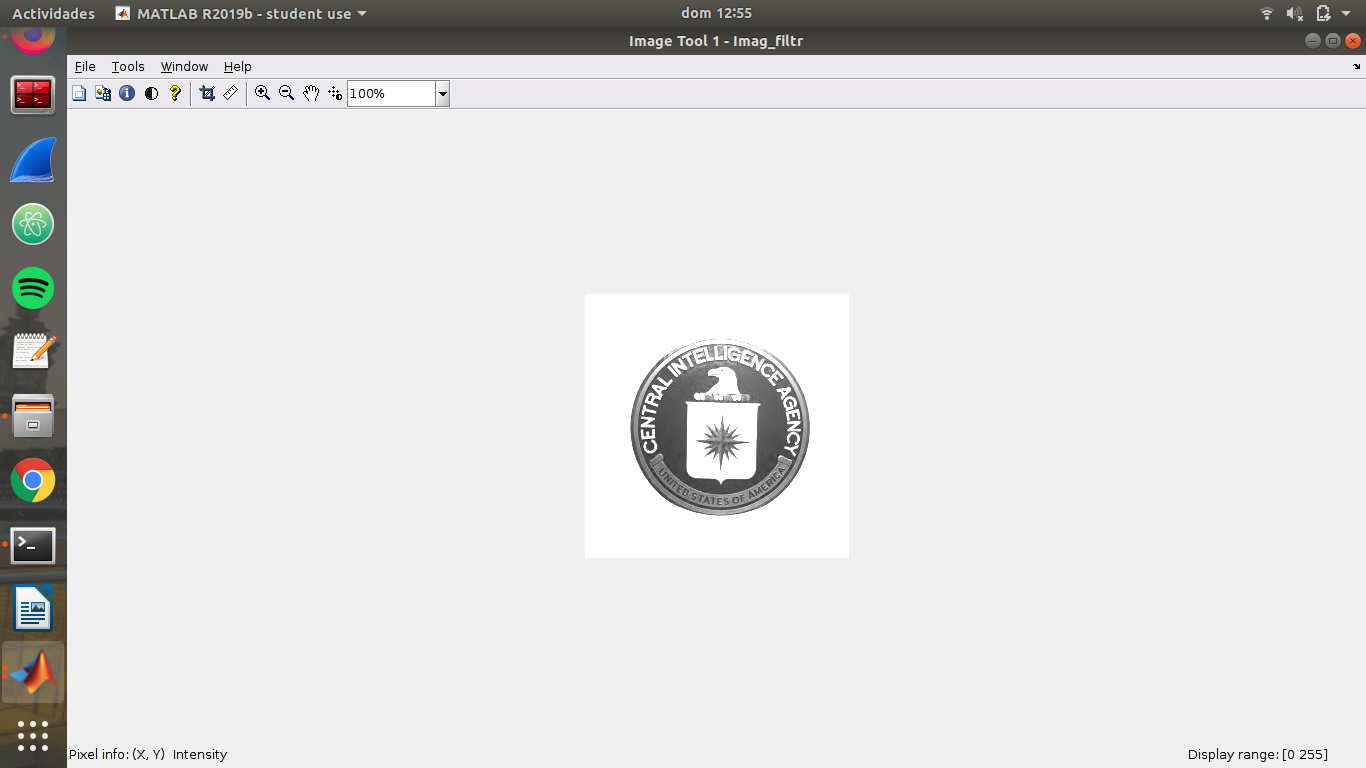 Actividades
MATLAB R2019b - student use
dom 12:55
Image Tool 1 - Imag_filtr
File Tools Window Help
100%
CENTRAL INTELLIGENCE AGENCY
UNITED STATES OF AMERICA
Pixel info: (X, Y) Intensity
Display range: [0 255]